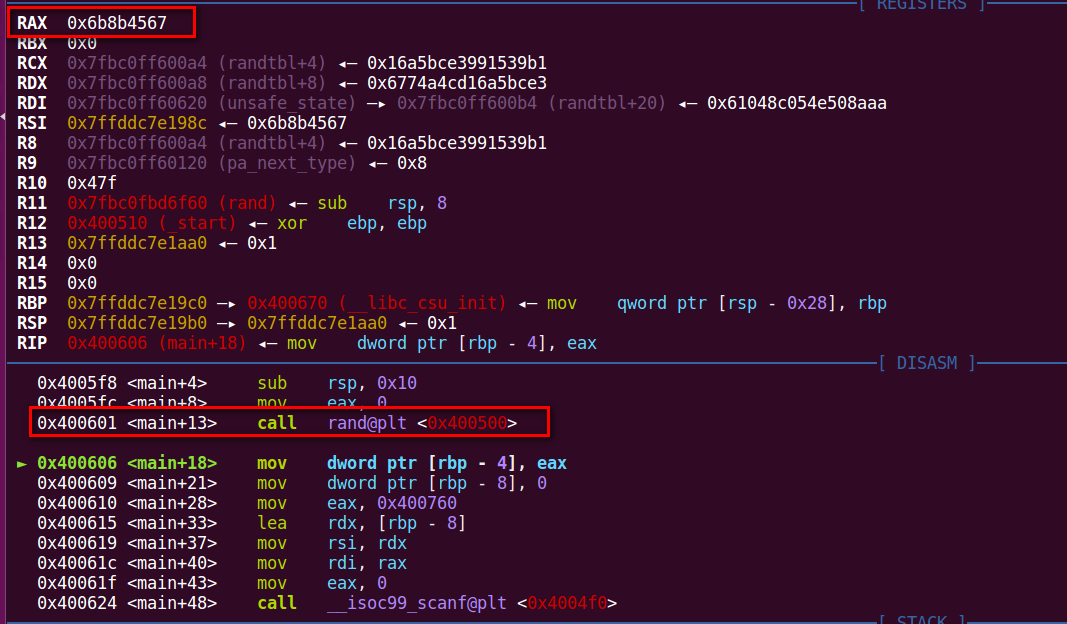 [ REGISTERS ]
RAX 0x6b8b4567
RBX 0x0
RCX 0x7fbc0ff600a4 (randtbl+4) ◂— 0x16a5bce3991539b1
RDX 0x7fbc0ff600a8 (randtbl+8) ◂— 0x6774a4cd16a5bce3
RDI 0x7fbc0ff60620 (unsafe_state) —▸ 0x7fbc0ff600b4 (randtbl+20) ◂— 0x61048c054e508aaa
RSI 0x7ffddc7e198c ◂— 0x6b8b4567
R8 0x7fbc0ff600a4 (randtbl+4) ◂— 0x16a5bce3991539b1
R9 0x7fbc0ff60120 (pa_next_type) ◂— 0x8
R10 0x47f
R11 0x7fbc0fbd6f60 (rand) ◂— sub rsp, 8
R12 0x400510 (_start) ◂— xor ebp, ebp
R13 0x7ffddc7e1aa0 ◂— 0x1
R14 0x0
R15 0x0
RBP 0x7ffddc7e19c0 —▸ 0x400670 (__libc_csu_init) ◂— mov qword ptr [rsp - 0x28], rbp
RSP 0x7ffddc7e19b0 —▸ 0x7ffddc7e1aa0 ◂— 0x1
RIP 0x400606 (main+18) ◂— mov dword ptr [rbp - 4], eax
[ DISASM ]
0x4005f8 <main+4> sub rsp, 0x10
0x4005fc <main+8> mov eax, 0
0x400601 <main+13> call rand@plt <0x400500>
► 0x400606 <main+18> mov dword ptr [rbp - 4], eax
0x400609 <main+21> mov dword ptr [rbp - 8], 0
0x400610 <main+28> mov eax, 0x400760
0x400615 <main+33> lea rdx, [rbp - 8]
0x400619 <main+37> mov rsi, rdx
0x40061c <main+40> mov rdi, rax
0x40061f <main+43> mov eax, 0
0x400624 <main+48> call __isoc99_scanf@plt <0x4004f0>
[ STACK ]